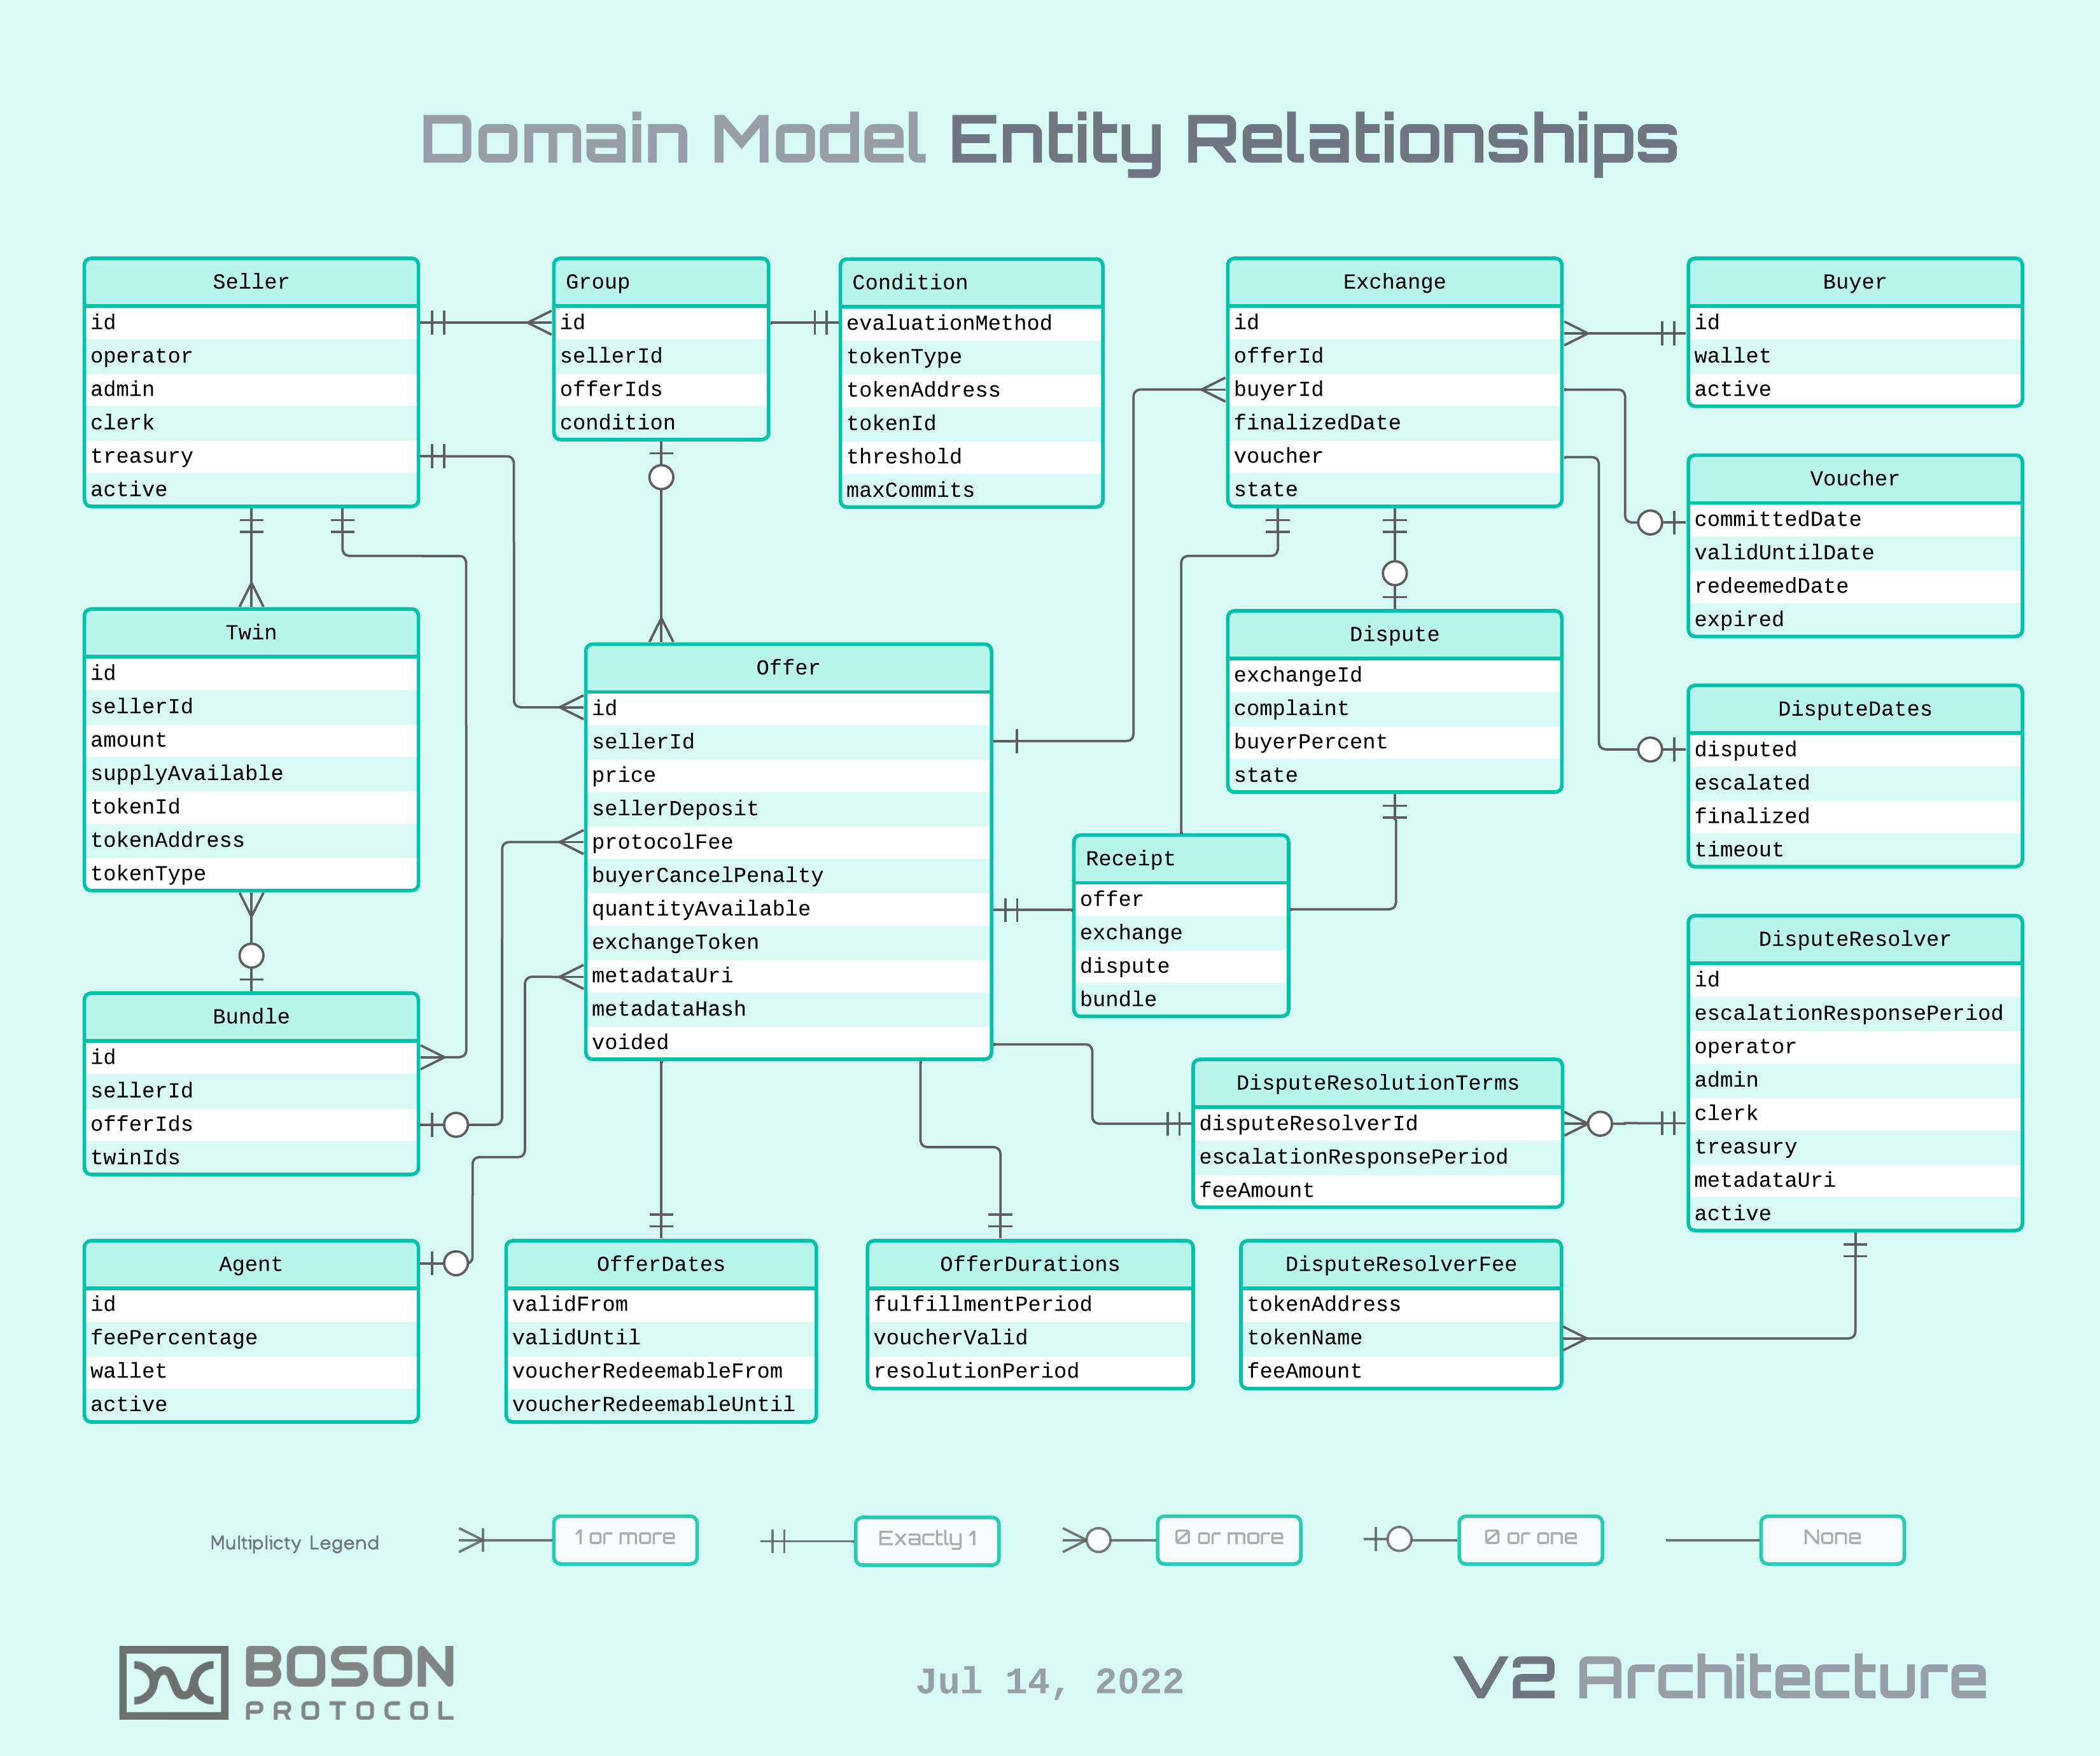 Domain Model Entity Relationships
Seller
id
operator
admin
clerk
treasury
active
Group
id
sellerId
offerIds
condition
Condition
evaluationMethod
tokenType
tokenAddress
tokenId
threshold
maxCommits
Exchange
id
offerId
buyerId
finalizedDate
voucher
state
Buyer
id
wallet
active
Voucher
committedDate
validUntilDate
redeemedDate
expired
Twin
id
sellerId
amount
supplyAvailable
tokenId
tokenAddress
tokenType
Offer
id
sellerId
price
sellerDeposit
protocolFee
buyerCancelPenalty
quantityAvailable
exchangeToken
metadataUri
metadataHash
voided
Dispute
exchangeId
complaint
buyerPercent
state
DisputeDates
disputed
escalated
finalized
timeout
Receipt
offer
exchange
dispute
bundle
DisputeResolver
id
escalationResponsePeriod
operator
admin
clerk
treasury
metadataUri
active
Bundle
id
sellerId
offerIds
twinIds
DisputeResolutionTerms
disputeResolverId
escalationResponsePeriod
feeAmount
Agent
id
feePercentage
wallet
active
OfferDates
validFrom
validUntil
voucherRedeemableFrom
voucherRedeemableUntil
OfferDurations
fulfillmentPeriod
voucherValid
resolutionPeriod
DisputeResolverFee
tokenAddress
tokenName
feeAmount
Multiplicty Legend
1 or more
Exactly 1
0 or more
0 or one
None
BOSON
PROTOCOL
Jul 14, 2022
V2 Architecture